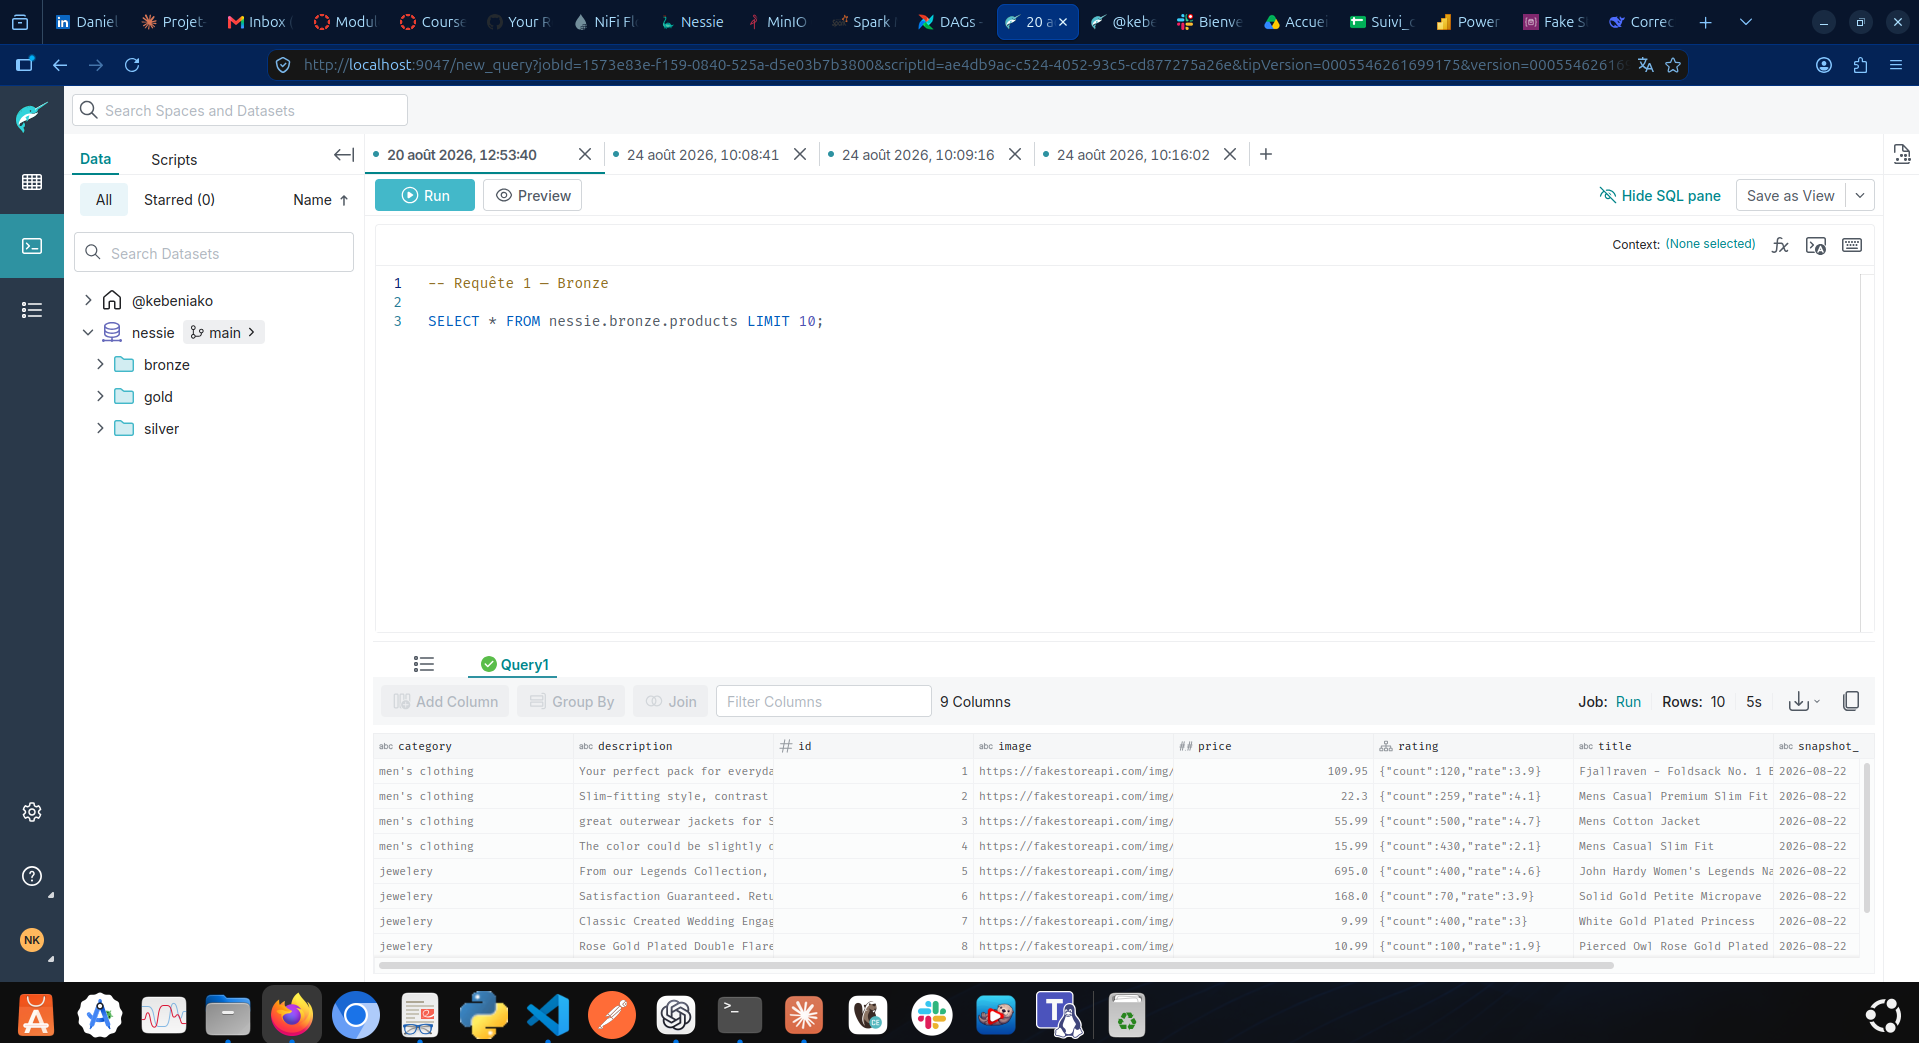 Daniel
Projet-
Inbox
Modul
Course
Your R
NiFi Fl
Nessie
MinIO
Spark
DAGs -
20 a
@kebe
Bienve
Accuei
Suivi_c
Power
Fake S
Correc
http://localhost:9047/new_query?jobId=1573e83e-f159-0840-525a-d5e03b7b3800&scriptId=ae4db9ac-c524-4052-93c5-cd877275a26e&tipVersion=0005546261699175&version=00055462616
Search Spaces and Datasets
Data
Scripts
20 août 2026, 12:53:40
24 août 2026, 10:08:41
24 août 2026, 10:09:16
24 août 2026, 10:16:02
All
Starred (0)
Name
Run
Preview
Hide SQL pane
Save as View
Search Datasets
Context: (None selected)
@kebeniako
nessie
main
bronze
gold
silver
1 -- Requête 1 — Bronze
2
3 SELECT * FROM nessie.bronze.products LIMIT 10;
Query1
Add Column
Group By
Join
Filter Columns
9 Columns
Job: Run
Rows: 10
5s
abc category abc description # id abc image ## price rating abc title abc snapshot_
men's clothing Your perfect pack for everyda 1 https://fakestoreapi.com/img/ 109.95 {"count":120,"rate":3.9} Fjallraven - Foldsack No. 1 B 2026-08-22
men's clothing Slim-fitting style, contrast 2 https://fakestoreapi.com/img/ 22.3 {"count":259,"rate":4.1} Mens Casual Premium Slim Fit 2026-08-22
men's clothing great outerwear jackets for S 3 https://fakestoreapi.com/img/ 55.99 {"count":500,"rate":4.7} Mens Cotton Jacket 2026-08-22
men's clothing The color could be slightly d 4 https://fakestoreapi.com/img/ 15.99 {"count":430,"rate":2.1} Mens Casual Slim Fit 2026-08-22
jewelery From our Legends Collection, 5 https://fakestoreapi.com/img/ 695.0 {"count":400,"rate":4.6} John Hardy Women's Legends Na 2026-08-22
jewelery Satisfaction Guaranteed. Retu 6 https://fakestoreapi.com/img/ 168.0 {"count":70,"rate":3.9} Solid Gold Petite Micropave 2026-08-22
jewelery Classic Created Wedding Engag 7 https://fakestoreapi.com/img/ 9.99 {"count":400,"rate":3} White Gold Plated Princess 2026-08-22
jewelery Rose Gold Plated Double Flare 8 https://fakestoreapi.com/img/ 10.99 {"count":100,"rate":1.9} Pierced Owl Rose Gold Plated 2026-08-22
NK